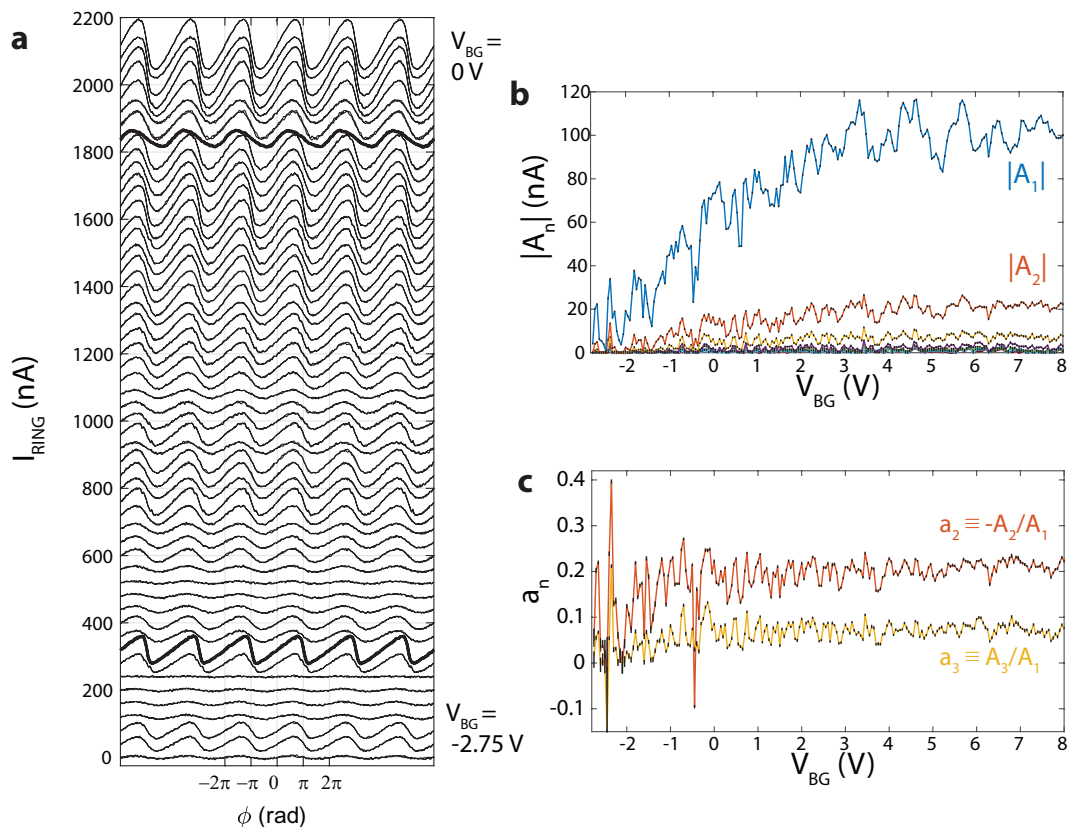 a
2200
2000
1800
1600
1400
1200
1000
800
600
400
200
0
I_RING (nA)
−2π −π 0 π 2π
ϕ (rad)
V_BG =
0 V
V_BG =
-2.75 V
b
120
100
80
60
40
20
0
|A_n| (nA)
|A_1|
|A_2|
-2 -1 0 1 2 3 4 5 6 7 8
V_BG (V)
c
0.4
0.3
0.2
0.1
0
-0.1
a_n
a_2 ≡ -A_2/A_1
a_3 ≡ A_3/A_1
-2 -1 0 1 2 3 4 5 6 7 8
V_BG (V)